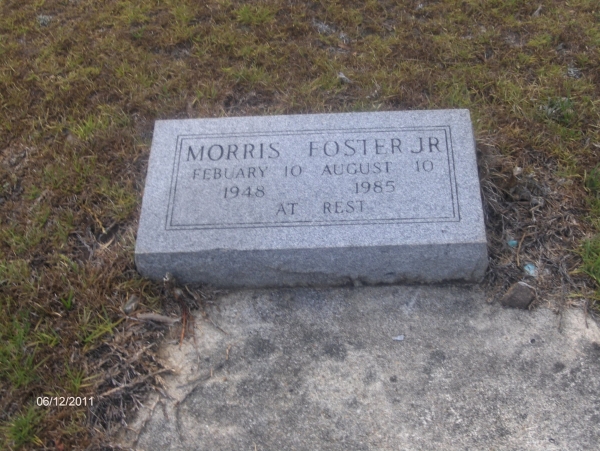 MORRIS FOSTER JR
FEBUARY 10 AUGUST 10
1948 1985
AT REST
06/12/2011